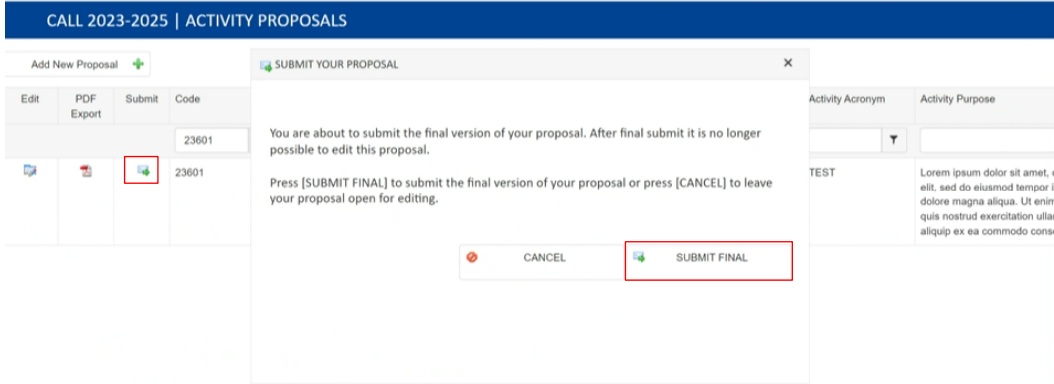 CALL 2023-2025 | ACTIVITY PROPOSALS
Add New Proposal
SUBMIT YOUR PROPOSAL
Edit
PDF
Export
Submit
Code
Activity Acronym
Activity Purpose
23601
You are about to submit the final version of your proposal. After final submit it is no longer
possible to edit this proposal.
Press [SUBMIT FINAL] to submit the final version of your proposal or press [CANCEL] to leave
your proposal open for editing.
23601
TEST
Lorem ipsum dolor sit amet,
elit, sed do eiusmod tempor
dolore magna aliqua. Ut enim
quis nostrud exercitation
aliquip ex ea commodo
CANCEL
SUBMIT FINAL